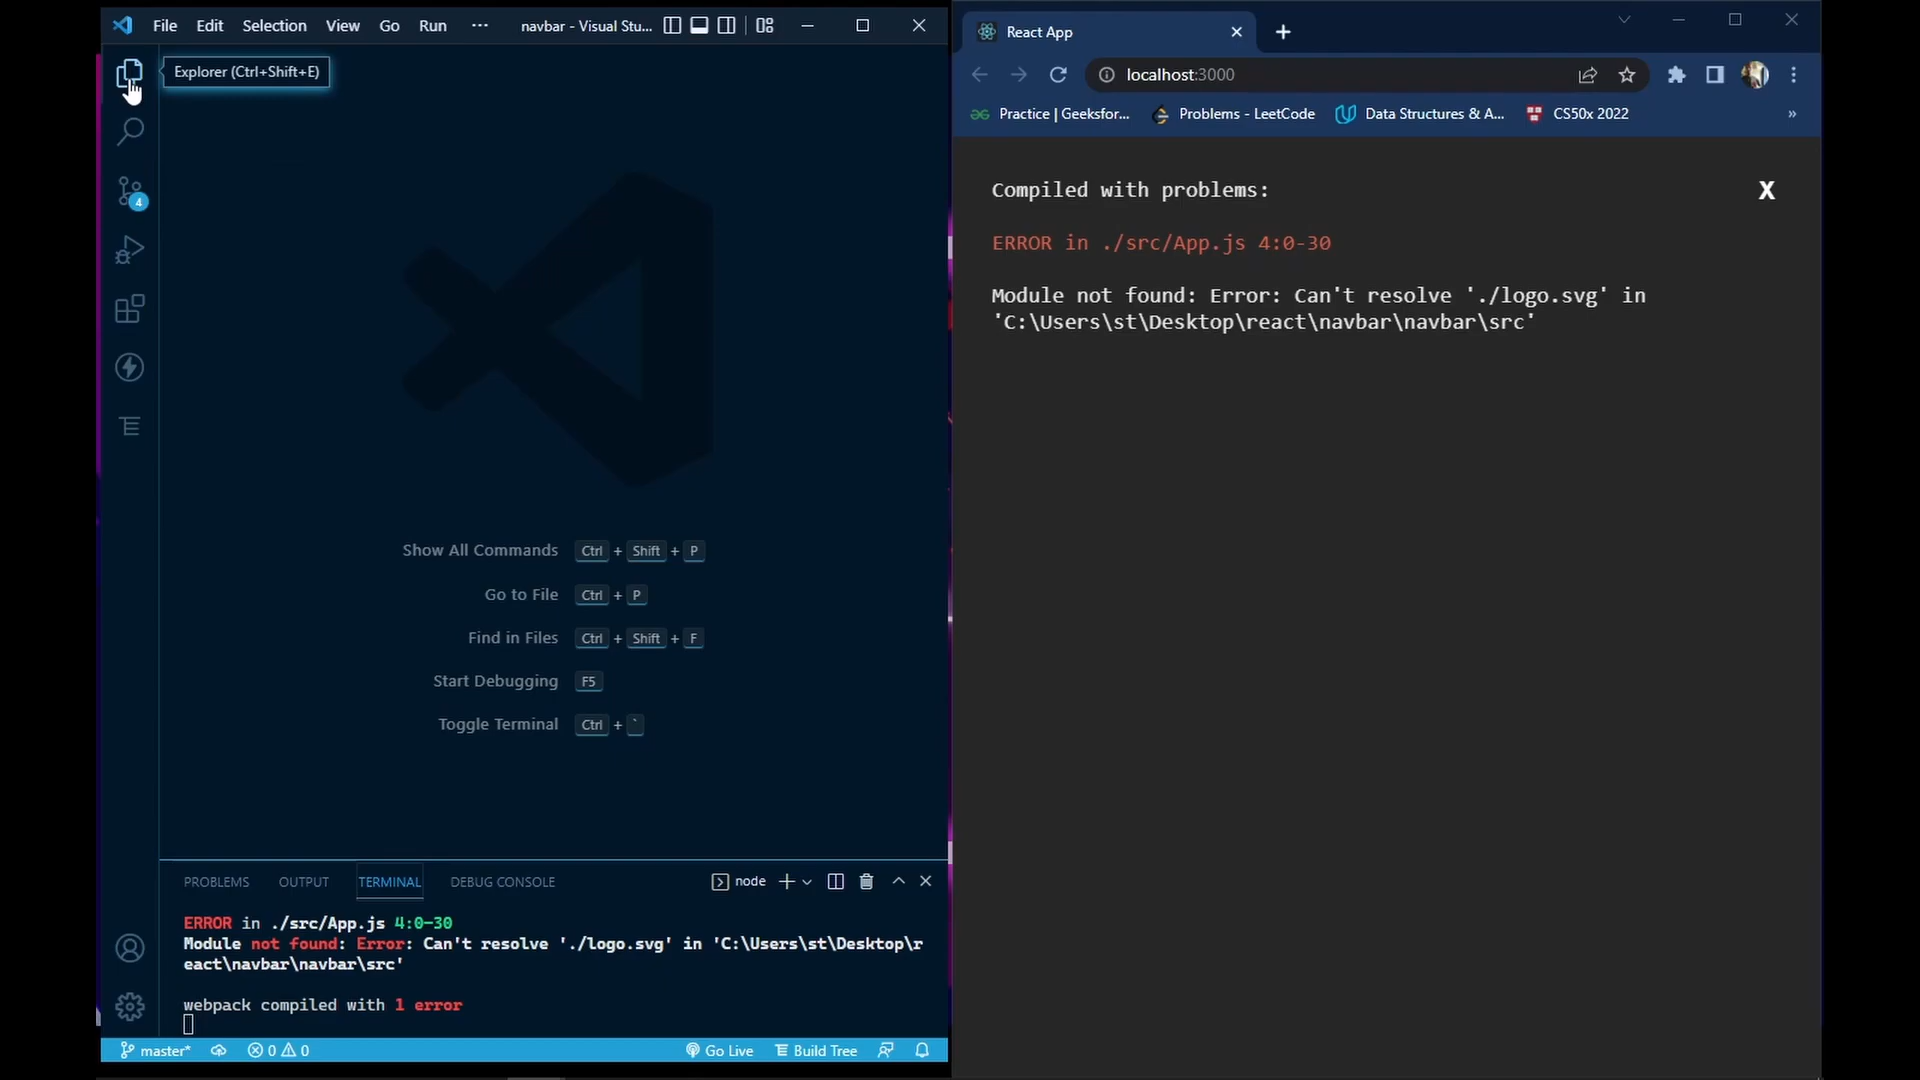 File Edit Selection View Go Run ··· navbar - Visual Stu...
Explorer (Ctrl+Shift+E)
4
Show All Commands Ctrl + Shift + P
Go to File Ctrl + P
Find in Files Ctrl + Shift + F
Start Debugging F5
Toggle Terminal Ctrl + `
PROBLEMS OUTPUT TERMINAL DEBUG CONSOLE node
ERROR in ./src/App.js 4:0-30
Module not found: Error: Can't resolve './logo.svg' in 'C:\Users\st\Desktop\r
eact\navbar\navbar\src'
webpack compiled with 1 error
master* 0 0 Go Live Build Tree
React App
localhost:3000
Practice | Geeksfor... Problems - LeetCode Data Structures & A... CS50x 2022 »
Compiled with problems: X
ERROR in ./src/App.js 4:0-30
Module not found: Error: Can't resolve './logo.svg' in
'C:\Users\st\Desktop\react\navbar\navbar\src'